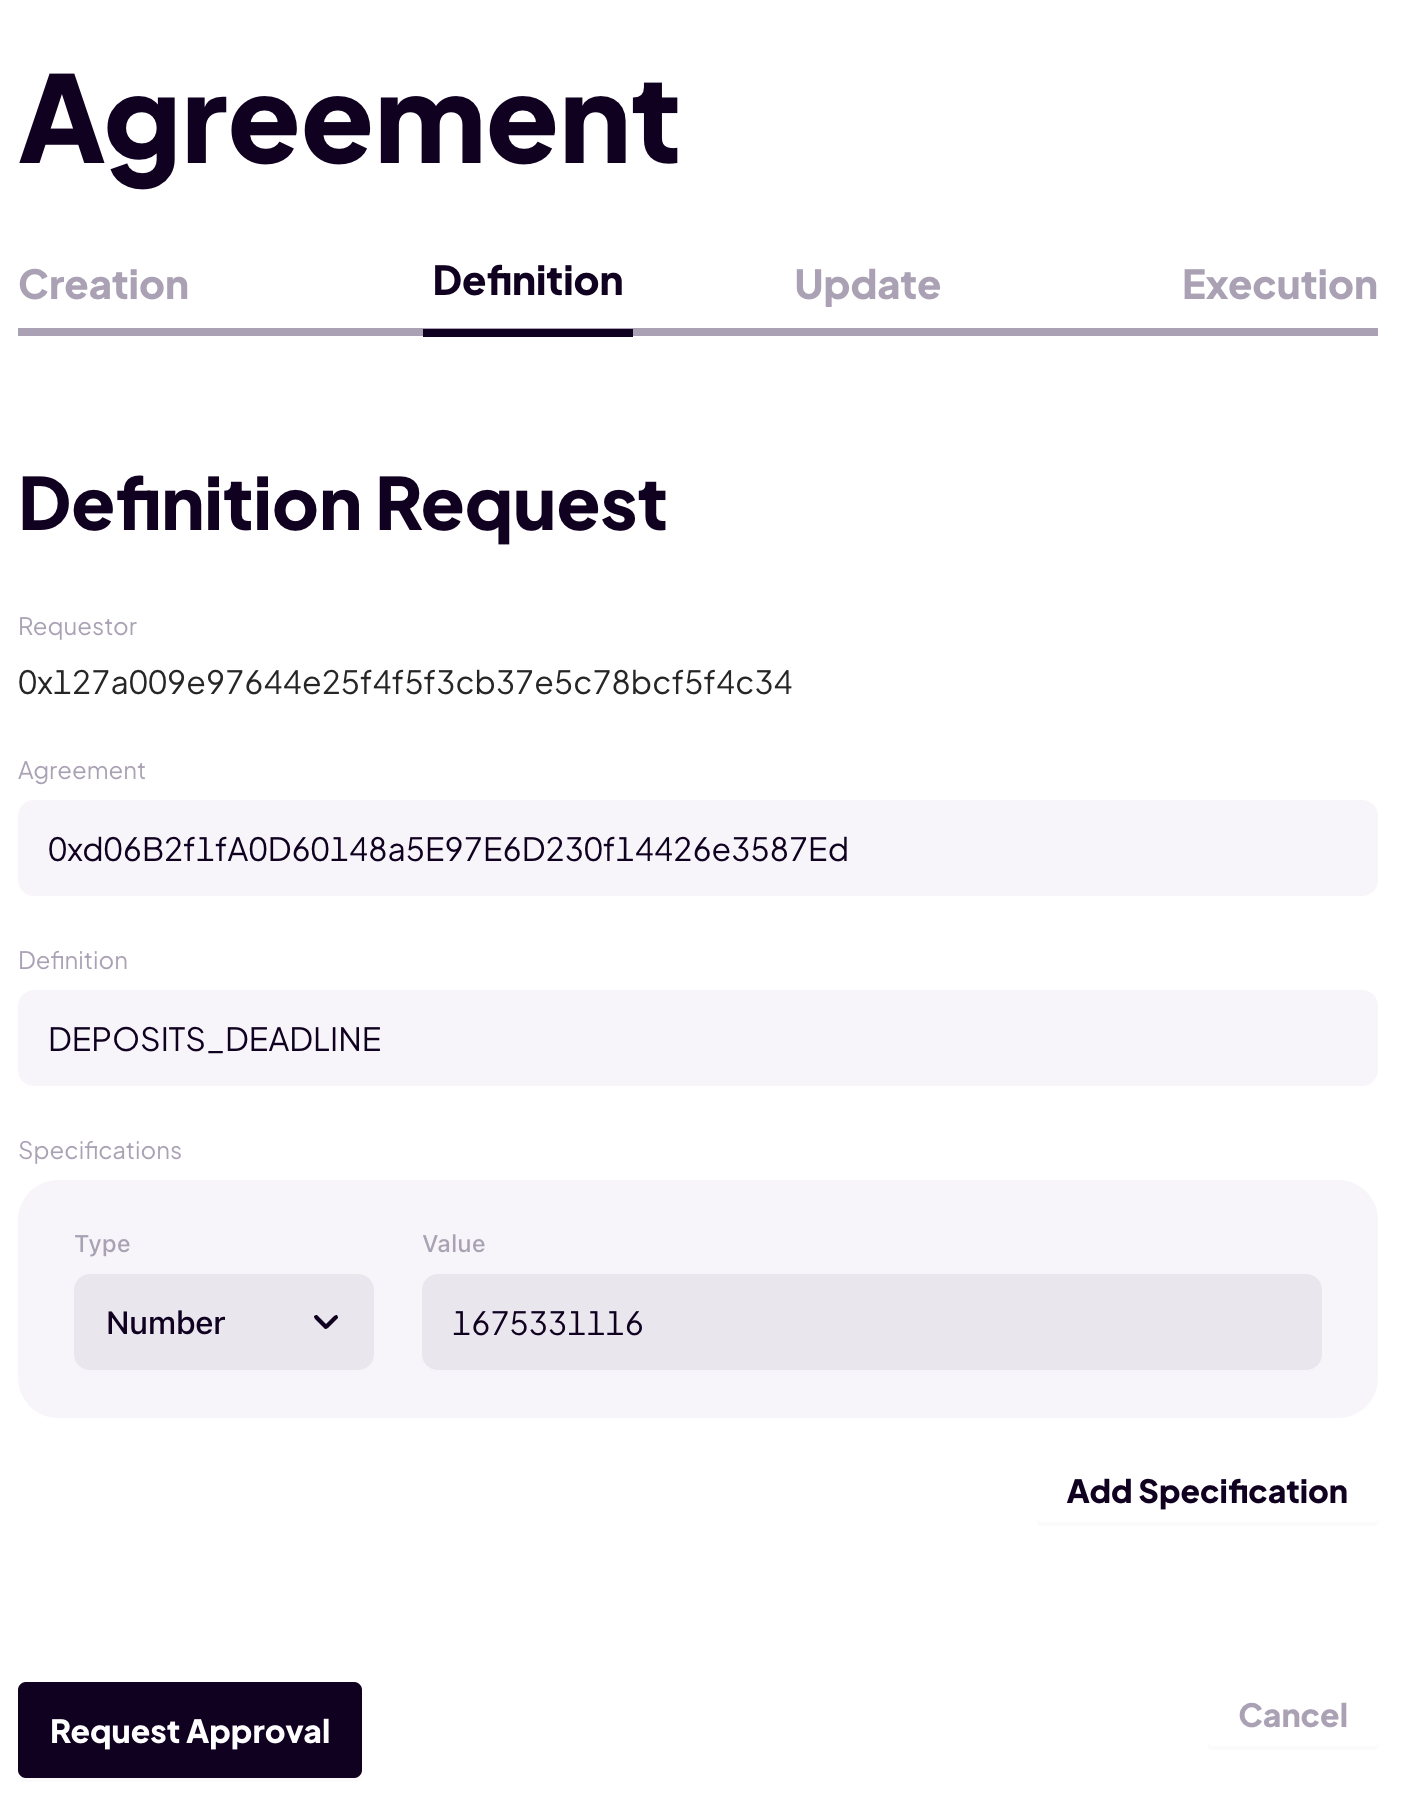 Agreement
Creation Definition Update Execution
Definition Request
Requestor
0x127a009e97644e25f4f5f3cb37e5c78bcf5f4c34
Agreement
0xd06B2f1fA0D60148a5E97E6D230f14426e3587Ed
Definition
DEPOSITS_DEADLINE
Specifications
Type Value
Number 1675331116
Add Specification
Request Approval Cancel